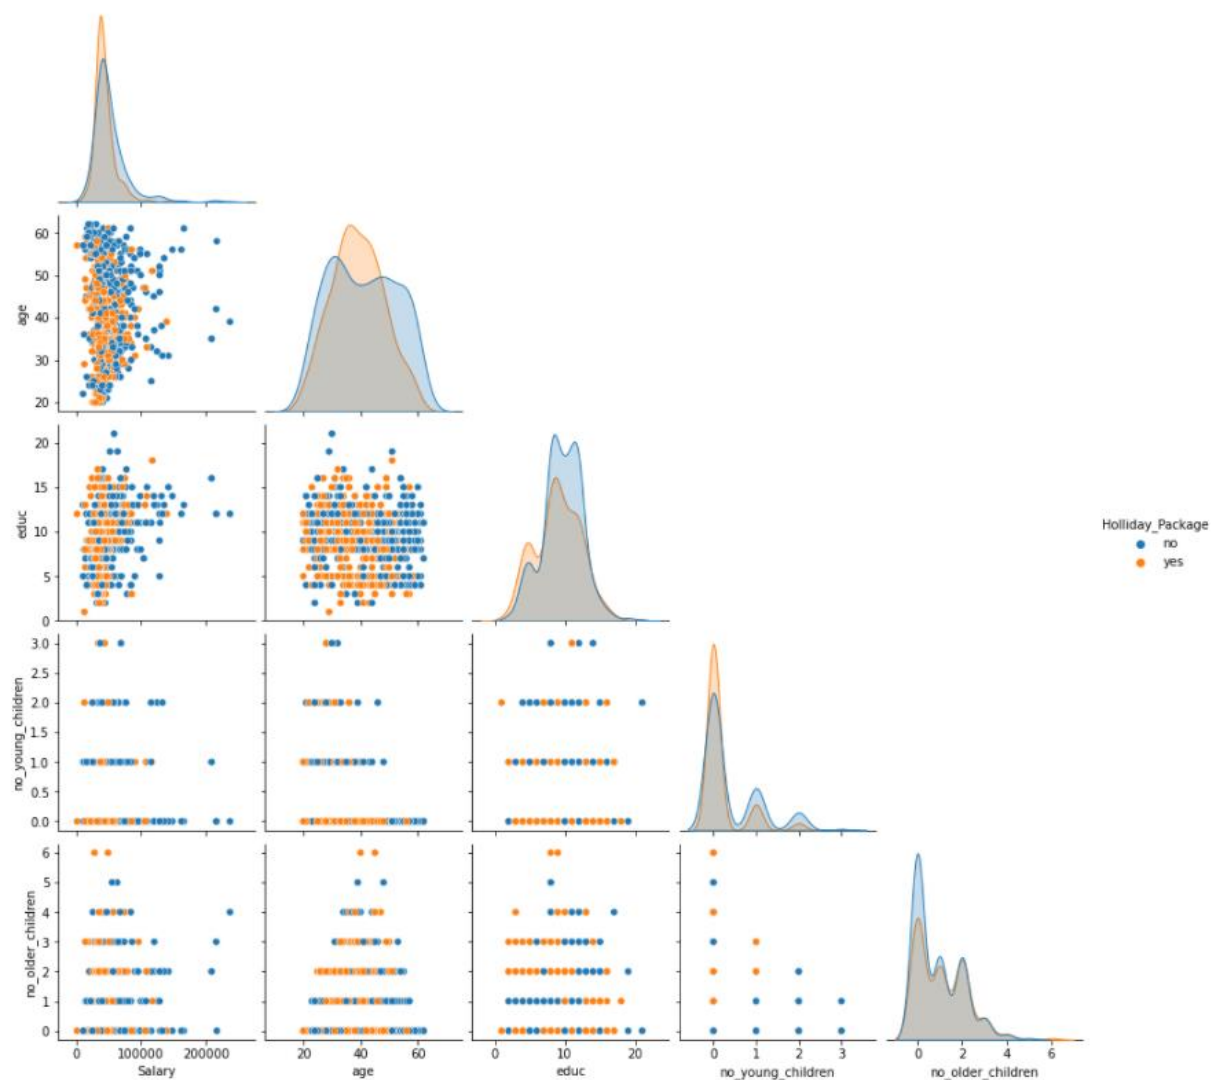 60
50
40
30
20
age
20
15
10
5
0
educ
Holliday_Package
no
yes
3.0
2.5
2.0
1.5
1.0
0.5
0.0
no_young_children
6
5
4
3
2
1
0
no_older_children
0 100000 200000
Salary
20 40 60
age
0 10 20
educ
0 1 2 3
no_young_children
0 2 4 6
no_older_children